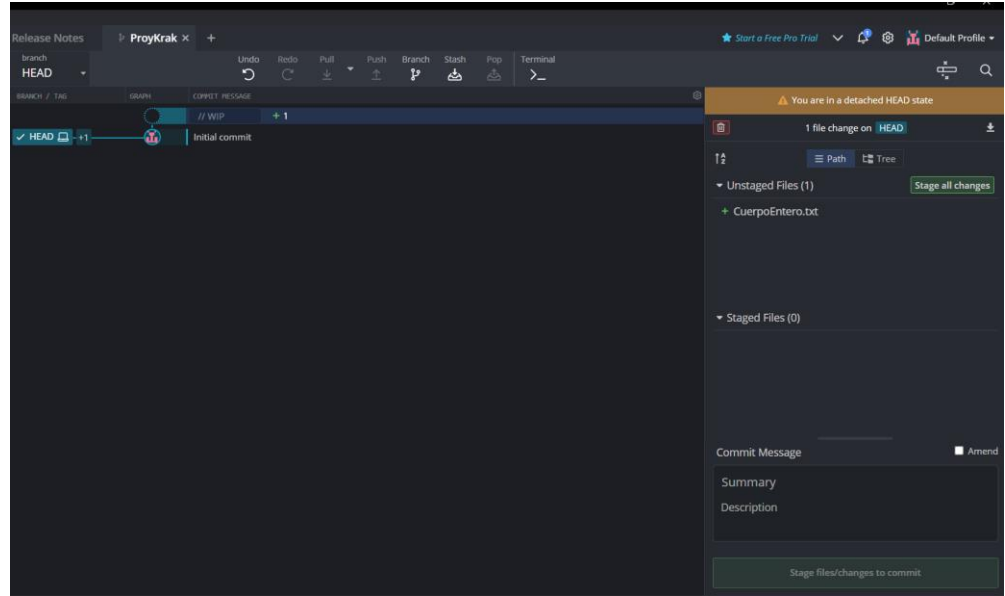 Release Notes
ProyKrak
Start a Free Pro Trial
Default Profile
branch
HEAD
Undo
Redo
Pull
Push
Branch
Stash
Pop
Terminal
BRANCH / TAG
GRAPH
COMMIT MESSAGE
You are in a detached HEAD state
// WIP
+ 1
1 file change on HEAD
HEAD
+1
Initial commit
Path
Tree
Unstaged Files (1)
Stage all changes
+ CuerpoEntero.txt
Staged Files (0)
Commit Message
Amend
Summary
Description
Stage files/changes to commit